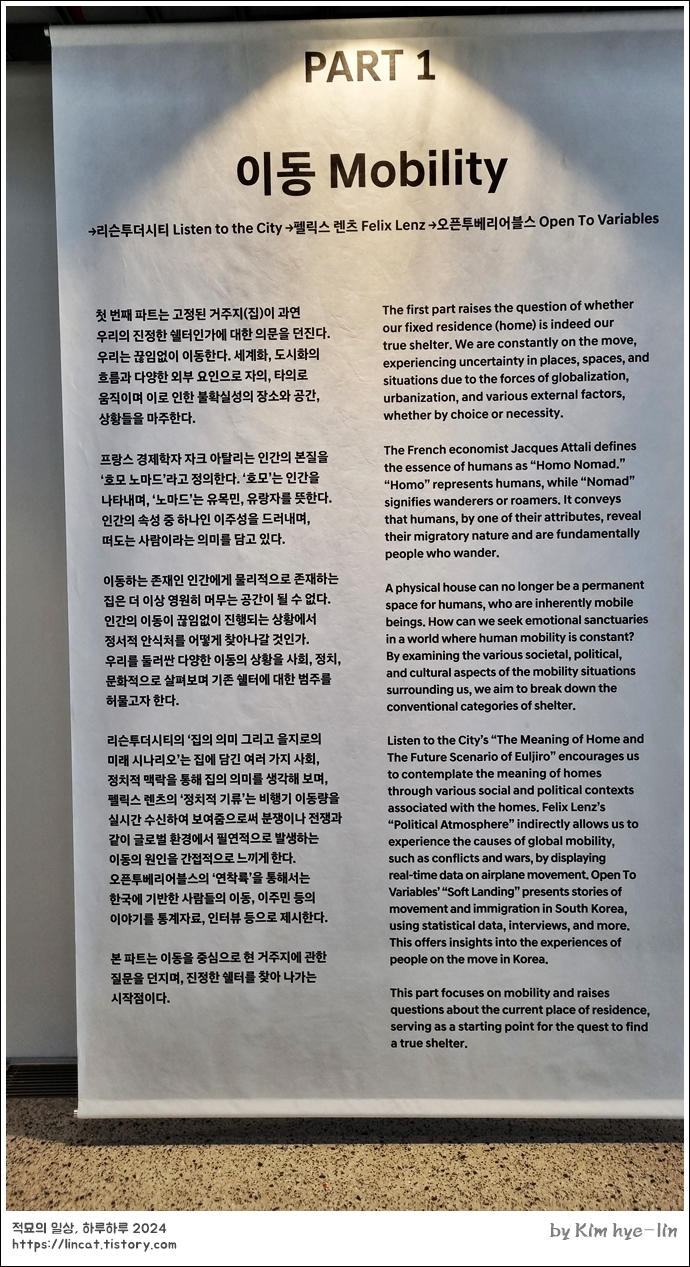 PART 1
이동 Mobility
→리슨투더시티 Listen to the City →펠릭스 렌츠 Felix Lenz →오픈투베리어블스 Open To Variables
첫 번째 파트는 고정된 거주지(집)이 과연
우리의 진정한 쉘터인가에 대한 의문을 던진다.
우리는 끊임없이 이동한다. 세계화, 도시화의
흐름과 다양한 외부 요인으로 자의, 타의로
움직이며 이로 인한 불확실성의 장소와 공간,
상황들을 마주한다.
프랑스 경제학자 자크 아탈리는 인간의 본질을
‘호모 노마드’라고 정의한다. ‘호모’는 인간을
나타내며, ‘노마드’는 유목민, 유랑자를 뜻한다.
인간의 속성 중 하나인 이주성을 드러내며,
떠도는 사람이라는 의미를 담고 있다.
이동하는 존재인 인간에게 물리적으로 존재하는
집은 더 이상 영원히 머무는 공간이 될 수 없다.
인간의 이동이 끊임없이 진행되는 상황에서
정서적 안식처를 어떻게 찾아나갈 것인가.
우리를 둘러싼 다양한 이동의 상황을 사회, 정치,
문화적으로 살펴보며 기존 쉘터에 대한 범주를
허물고자 한다.
리슨투더시티의 ‘집의 의미 그리고 을지로의
미래 시나리오’는 집에 담긴 여러 가지 사회,
정치적 맥락을 통해 집의 의미를 생각해 보며,
펠릭스 렌츠의 ‘정치적 기류’는 비행기 이동량을
실시간 수신하여 보여줌으로써 분쟁이나 전쟁과
같이 글로벌 환경에서 필연적으로 발생하는
이동의 원인을 간접적으로 느끼게 한다.
오픈투베리어블스의 ‘연착륙’을 통해서는
한국에 기반한 사람들의 이동, 이주민 등의
이야기를 통계자료, 인터뷰 등으로 제시한다.
본 파트는 이동을 중심으로 현 거주지에 관한
질문을 던지며, 진정한 쉘터를 찾아 나가는
시작점이다.
The first part raises the question of whether
our fixed residence (home) is indeed our
true shelter. We are constantly on the move,
experiencing uncertainty in places, spaces, and
situations due to the forces of globalization,
urbanization, and various external factors,
whether by choice or necessity.
The French economist Jacques Attali defines
the essence of humans as “Homo Nomad.”
“Homo” represents humans, while “Nomad”
signifies wanderers or roamers. It conveys
that humans, by one of their attributes, reveal
their migratory nature and are fundamentally
people who wander.
A physical house can no longer be a permanent
space for humans, who are inherently mobile
beings. How can we seek emotional sanctuaries
in a world where human mobility is constant?
By examining the various societal, political,
and cultural aspects of the mobility situations
surrounding us, we aim to break down the
conventional categories of shelter.
Listen to the City’s “The Meaning of Home and
The Future Scenario of Euljiro” encourages us
to contemplate the meaning of homes
through various social and political contexts
associated with the homes. Felix Lenz’s
“Political Atmosphere” indirectly allows us to
experience the causes of global mobility,
such as conflicts and wars, by displaying
real-time data on airplane movement. Open To
Variables’ “Soft Landing” presents stories of
movement and immigration in South Korea,
using statistical data, interviews, and more.
This offers insights into the experiences of
people on the move in Korea.
This part focuses on mobility and raises
questions about the current place of residence,
serving as a starting point for the quest to find
a true shelter.
적묘의 일상, 하루하루 2024
https://lincat.tistory.com
by Kim hye-lin